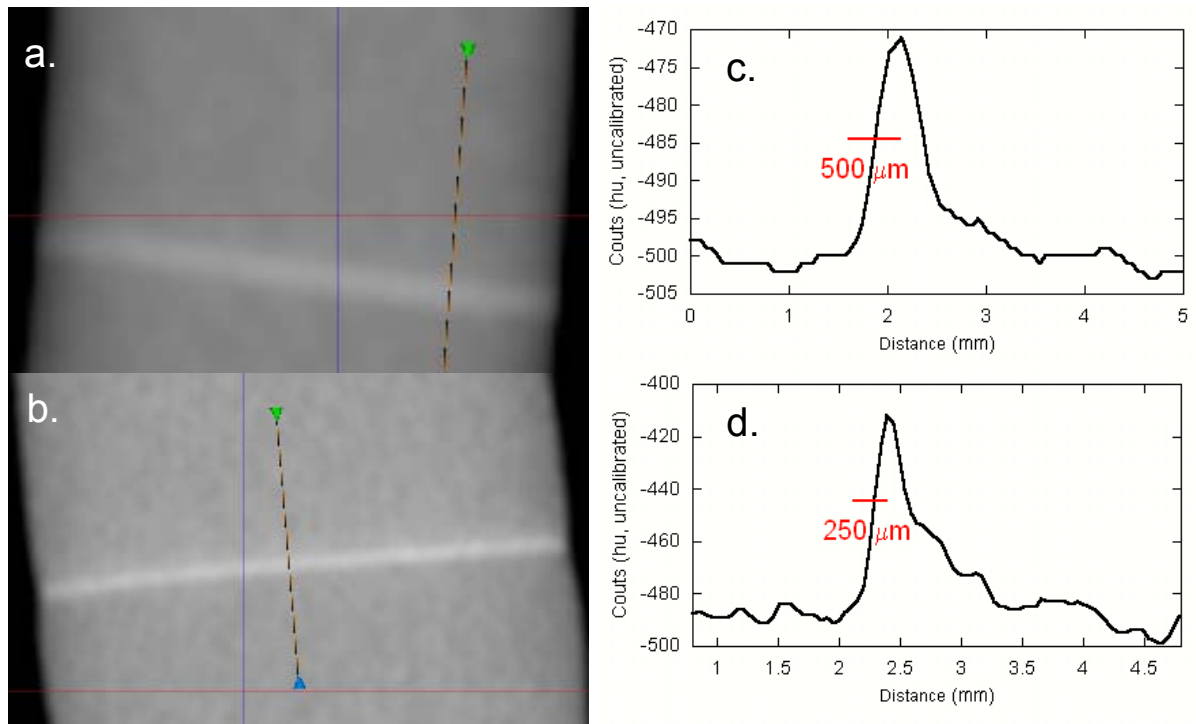 a.
b.
c.
-470
-475
-480
-485
-490
-495
-500
-505
Couts (hu, uncalibrated)
500 μm
0 1 2 3 4 5
Distance (mm)
d.
-400
-420
-440
-460
-480
-500
Couts (hu, uncalibrated)
250 μm
1 1.5 2 2.5 3 3.5 4 4.5
Distance (mm)